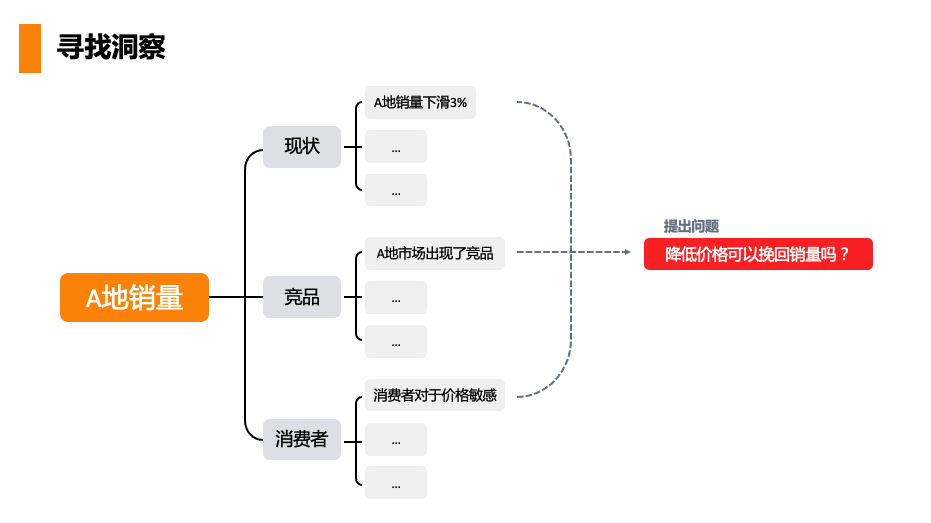 寻找洞察
A地销量
现状
A地销量下滑3%
...
...
竞品
A地市场出现了竞品
...
...
消费者
消费者对于价格敏感
...
...
提出问题
降低价格可以挽回销量吗？